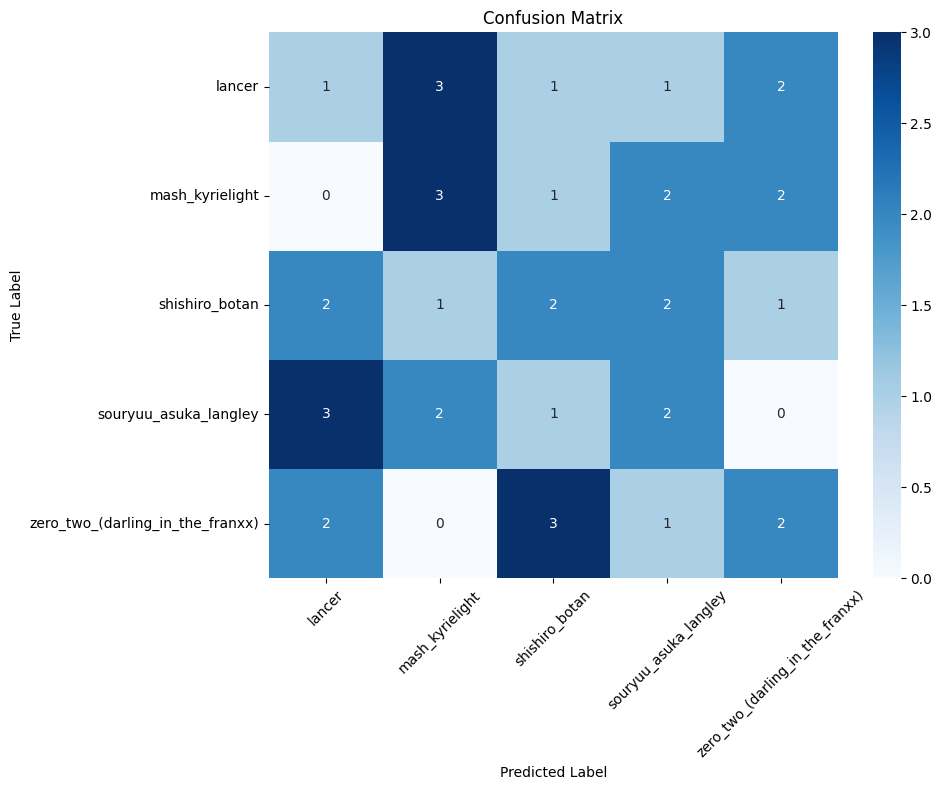 Confusion Matrix
True Label
lancer 1 3 1 1 2
mash_kyrielight 0 3 1 2 2
shishiro_botan 2 1 2 2 1
souryuu_asuka_langley 3 2 1 2 0
zero_two_(darling_in_the_franxx) 2 0 3 1 2
lancer
mash_kyrielight
shishiro_botan
souryuu_asuka_langley
zero_two_(darling_in_the_franxx)
Predicted Label
3.0
2.5
2.0
1.5
1.0
0.5
0.0